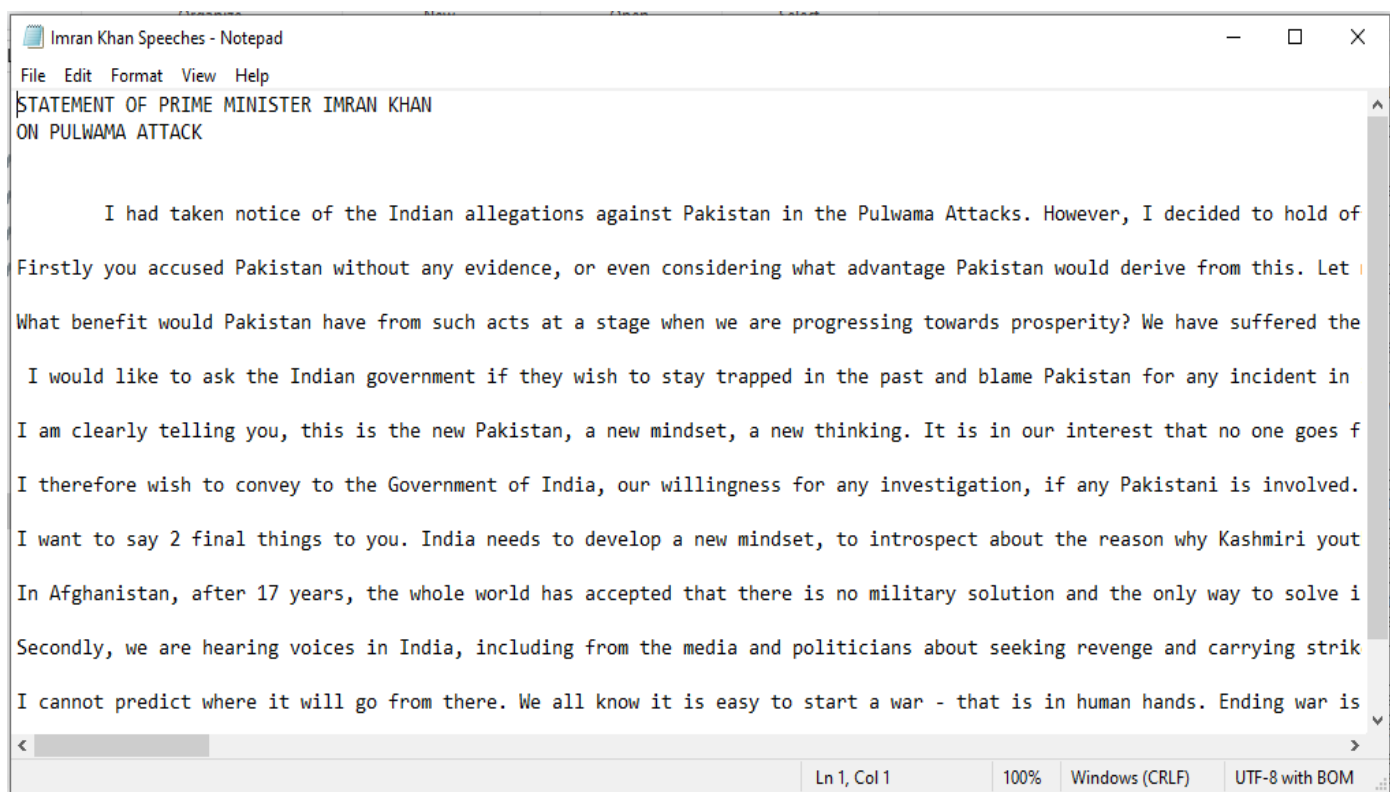 Imran Khan Speeches - Notepad
File Edit Format View Help
STATEMENT OF PRIME MINISTER IMRAN KHAN
ON PULWAMA ATTACK
I had taken notice of the Indian allegations against Pakistan in the Pulwama Attacks. However, I decided to hold of
Firstly you accused Pakistan without any evidence, or even considering what advantage Pakistan would derive from this. Let
What benefit would Pakistan have from such acts at a stage when we are progressing towards prosperity? We have suffered the
I would like to ask the Indian government if they wish to stay trapped in the past and blame Pakistan for any incident in
I am clearly telling you, this is the new Pakistan, a new mindset, a new thinking. It is in our interest that no one goes f
I therefore wish to convey to the Government of India, our willingness for any investigation, if any Pakistani is involved.
I want to say 2 final things to you. India needs to develop a new mindset, to introspect about the reason why Kashmiri yout
In Afghanistan, after 17 years, the whole world has accepted that there is no military solution and the only way to solve i
Secondly, we are hearing voices in India, including from the media and politicians about seeking revenge and carrying strik
I cannot predict where it will go from there. We all know it is easy to start a war - that is in human hands. Ending war is
Ln 1, Col 1 100% Windows (CRLF) UTF-8 with BOM